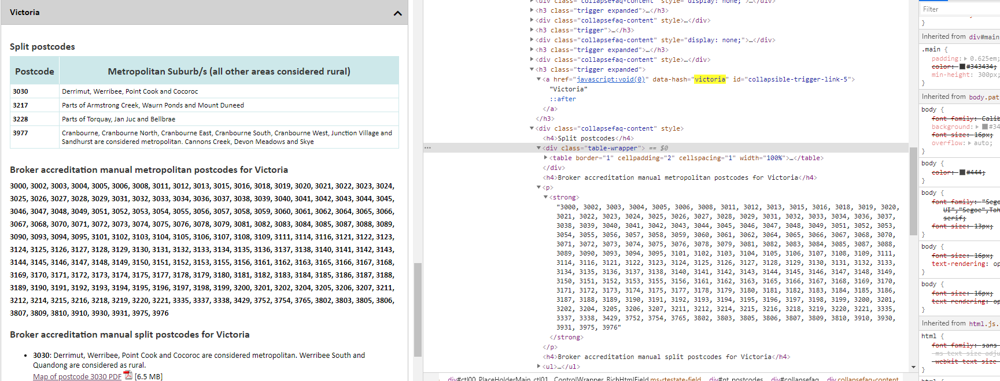 Victoria
Split postcodes
Postcode Metropolitan Suburb/s (all other areas considered rural)
3030 Derrimut, Werribee, Point Cook and Cocoroc
3217 Parts of Armstrong Creek, Waurn Ponds and Mount Duneed
3228 Parts of Torquay, Jan Juc and Bellbrae
3977 Cranbourne, Cranbourne North, Cranbourne East, Cranbourne South, Cranbourne West, Junction Village and
Sandhurst are considered metropolitan. Cannons Creek, Devon Meadows and Skye
Broker accreditation manual metropolitan postcodes for Victoria
3000, 3002, 3003, 3004, 3005, 3006, 3008, 3011, 3012, 3013, 3015, 3016, 3018, 3019, 3020, 3021, 3022, 3023, 3024,
3025, 3026, 3027, 3028, 3029, 3031, 3032, 3033, 3034, 3036, 3037, 3038, 3039, 3040, 3041, 3042, 3043, 3044, 3045,
3046, 3047, 3048, 3049, 3051, 3052, 3053, 3054, 3055, 3056, 3057, 3058, 3059, 3060, 3061, 3062, 3064, 3065, 3066,
3067, 3068, 3070, 3071, 3072, 3073, 3074, 3075, 3076, 3078, 3079, 3081, 3082, 3083, 3084, 3085, 3087, 3088, 3089,
3090, 3093, 3094, 3095, 3101, 3102, 3103, 3104, 3105, 3106, 3107, 3108, 3109, 3111, 3114, 3116, 3121, 3122, 3123,
3124, 3125, 3126, 3127, 3128, 3129, 3130, 3131, 3132, 3133, 3134, 3135, 3136, 3137, 3138, 3140, 3141, 3142, 3143,
3144, 3145, 3146, 3147, 3148, 3149, 3150, 3151, 3152, 3153, 3155, 3156, 3161, 3162, 3163, 3165, 3166, 3167, 3168,
3169, 3170, 3171, 3172, 3173, 3174, 3175, 3177, 3178, 3179, 3180, 3181, 3182, 3183, 3184, 3185, 3186, 3187, 3188,
3189, 3190, 3191, 3192, 3193, 3194, 3195, 3196, 3197, 3198, 3199, 3200, 3201, 3202, 3204, 3205, 3206, 3207, 3211,
3212, 3214, 3215, 3216, 3218, 3219, 3220, 3221, 3335, 3337, 3338, 3429, 3752, 3754, 3765, 3802, 3803, 3805, 3806,
3807, 3809, 3810, 3910, 3930, 3931, 3975, 3976
Broker accreditation manual split postcodes for Victoria
• 3030: Derrimut, Werribee, Point Cook and Cocoroc are considered metropolitan. Werribee South and
Quandong are considered as rural.
Map of postcode 3030 PDF [6.5 MB]
<div class="collapsefaq-content" style="display: none;">…</div>
<h3 class="trigger expanded">…</h3>
<div class="collapsefaq-content" style>…</div>
<h3 class="trigger">…</h3>
<div class="collapsefaq-content" style="display: none;">…</div>
<h3 class="trigger expanded">…</h3>
<div class="collapsefaq-content" style>…</div>
<h3 class="trigger expanded">
<a href="javascript:void(0)" data-hash="victoria" id="collapsible-trigger-link-5">
"Victoria"
::after
</a>
</h3>
<div class="collapsefaq-content" style>
<h4>Split postcodes</h4>
<div class="table-wrapper"> == $0
<table border="1" cellpadding="2" cellspacing="1" width="100%">…</table>
</div>
<h4>Broker accreditation manual metropolitan postcodes for Victoria</h4>
<p>
<strong>
"3000, 3002, 3003, 3004, 3005, 3006, 3008, 3011, 3012, 3013, 3015, 3016, 3018, 3019, 3020,
3021, 3022, 3023, 3024, 3025, 3026, 3027, 3028, 3029, 3031, 3032, 3033, 3034, 3036, 3037,
3038, 3039, 3040, 3041, 3042, 3043, 3044, 3045, 3046, 3047, 3048, 3049, 3051, 3052, 3053,
3054, 3055, 3056, 3057, 3058, 3059, 3060, 3061, 3062, 3064, 3065, 3066, 3067, 3068, 3070,
3071, 3072, 3073, 3074, 3075, 3076, 3078, 3079, 3081, 3082, 3083, 3084, 3085, 3087, 3088,
3089, 3090, 3093, 3094, 3095, 3101, 3102, 3103, 3104, 3105, 3106, 3107, 3108, 3109, 3111,
3114, 3116, 3121, 3122, 3123, 3124, 3125, 3126, 3127, 3128, 3129, 3130, 3131, 3132, 3133,
3134, 3135, 3136, 3137, 3138, 3140, 3141, 3142, 3143, 3144, 3145, 3146, 3147, 3148, 3149,
3150, 3151, 3152, 3153, 3155, 3156, 3161, 3162, 3163, 3165, 3166, 3167, 3168, 3169, 3170,
3171, 3172, 3173, 3174, 3175, 3177, 3178, 3179, 3180, 3181, 3182, 3183, 3184, 3185, 3186,
3187, 3188, 3189, 3190, 3191, 3192, 3193, 3194, 3195, 3196, 3197, 3198, 3199, 3200, 3201,
3202, 3204, 3205, 3206, 3207, 3211, 3212, 3214, 3215, 3216, 3218, 3219, 3220, 3221, 3335,
3337, 3338, 3429, 3752, 3754, 3765, 3802, 3803, 3805, 3806, 3807, 3809, 3810, 3910, 3930,
3931, 3975, 3976"
</strong>
</p>
<h4>Broker accreditation manual split postcodes for Victoria</h4>
<ul>…</ul>
div#ctl00_PlaceHolderMain_ctl01__ControlWrapper_RichHtmlField.ms-rtestate-field div#pt_postcodes div#collapsefaq div.collapsefaq-content
Filter
}
Inherited from div#main
.main {
padding: 0.625em;
color: #343434;
min-height: 300px;
}
Inherited from body.pat
body {
font-family: Calib
background: #34
font-size: 16px;
overflow: auto;
}
body {
color: #444;
}
body {
font-family: "Sego
UI","Segoe",Tah
serif;
font-size: 13px;
}
body {
font-size: 16px;
text-rendering: op
}
body {
font-size: 16px;
text-rendering: op
}
Inherited from html.js.
html {
font-family: sans
-ms-text-size-adju
-webkit-text-size
}